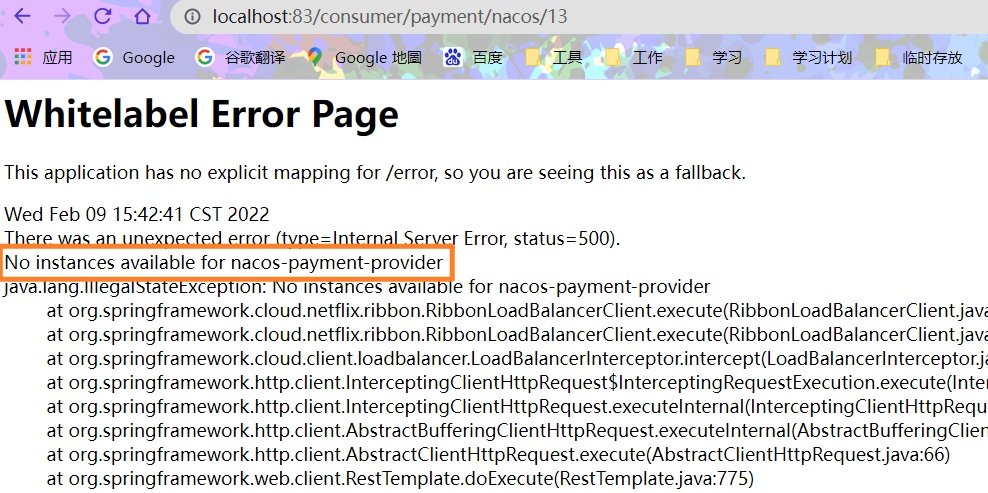 localhost:83/consumer/payment/nacos/13
应用 Google 谷歌翻译 Google 地圖 百度 工具 工作 学习 学习计划 临时存放
Whitelabel Error Page
This application has no explicit mapping for /error, so you are seeing this as a fallback.
Wed Feb 09 15:42:41 CST 2022
There was an unexpected error (type=Internal Server Error, status=500).
No instances available for nacos-payment-provider
java.lang.IllegalStateException: No instances available for nacos-payment-provider
at org.springframework.cloud.netflix.ribbon.RibbonLoadBalancerClient.execute(RibbonLoadBalancerClient.java
at org.springframework.cloud.netflix.ribbon.RibbonLoadBalancerClient.execute(RibbonLoadBalancerClient.java
at org.springframework.cloud.client.loadbalancer.LoadBalancerInterceptor.intercept(LoadBalancerInterceptor.ja
at org.springframework.http.client.InterceptingClientHttpRequest$InterceptingRequestExecution.execute(Inter
at org.springframework.http.client.InterceptingClientHttpRequest.executeInternal(InterceptingClientHttpRequ
at org.springframework.http.client.AbstractBufferingClientHttpRequest.executeInternal(AbstractBufferingClien
at org.springframework.http.client.AbstractClientHttpRequest.execute(AbstractClientHttpRequest.java:66)
at org.springframework.web.client.RestTemplate.doExecute(RestTemplate.java:775)